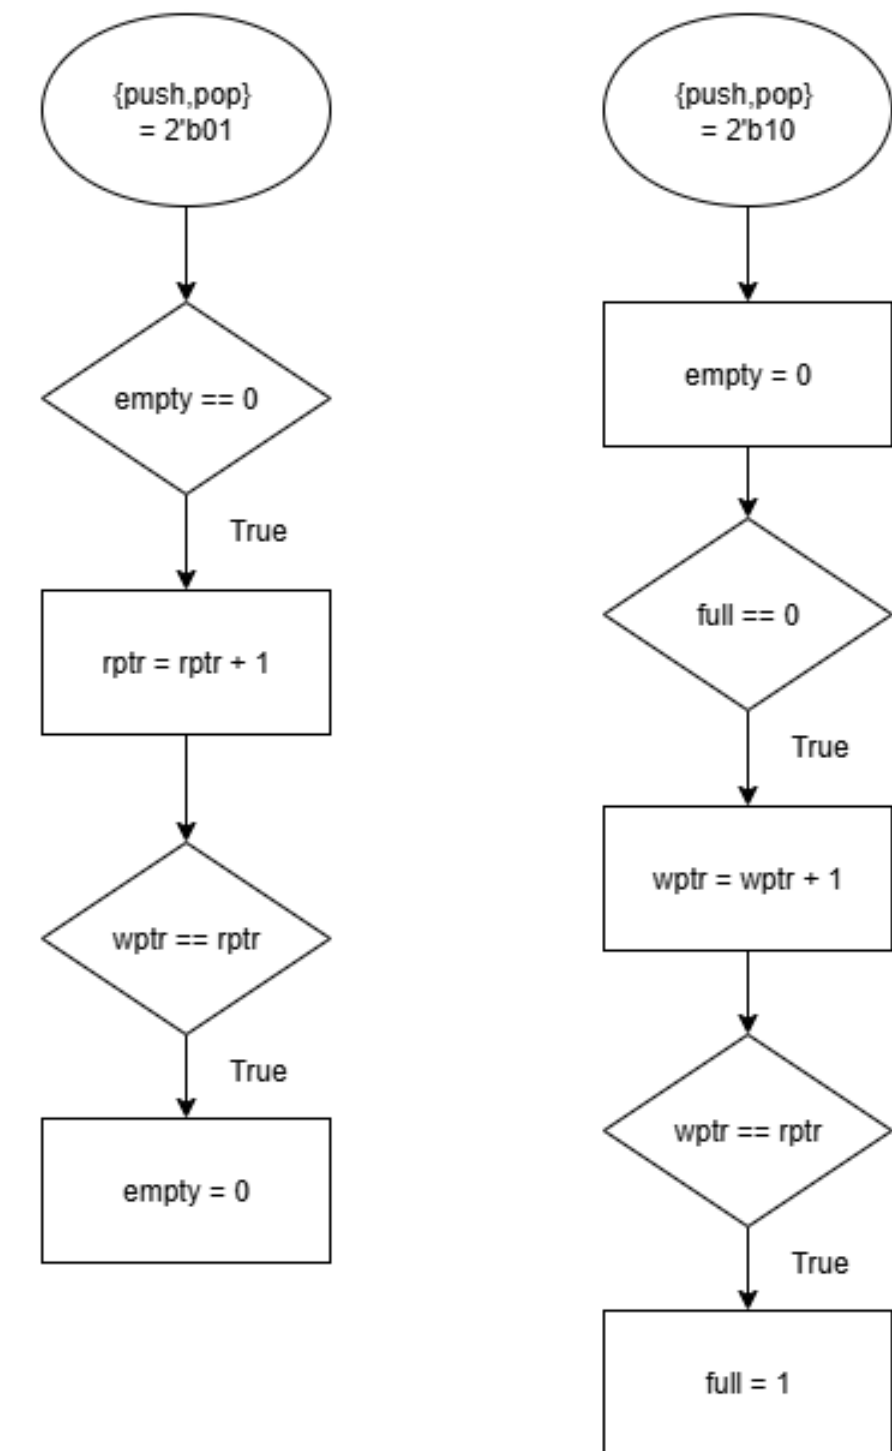 {push,pop}
= 2'b01
empty == 0
True
rptr = rptr + 1
wptr == rptr
True
empty = 0
{push,pop}
= 2'b10
empty = 0
full == 0
True
wptr = wptr + 1
wptr == rptr
True
full = 1